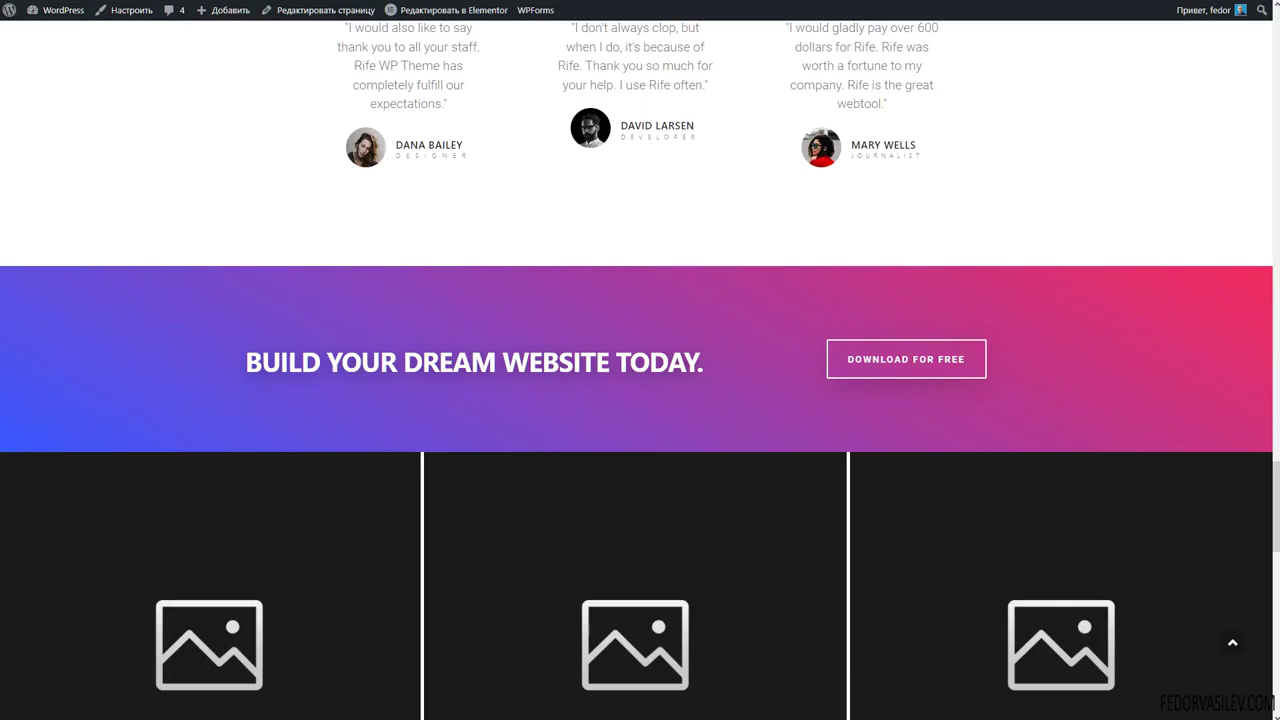 WordPress Настроить 4 Добавить Редактировать страницу Редактировать в Elementor WPForms Привет, fedor
"I would also like to say
thank you to all your staff.
Rife WP Theme has
completely fulfill our
expectations."
DANA BAILEY
DESIGNER
"I don't always clop, but
when I do, it's because of
Rife. Thank you so much for
your help. I use Rife often."
DAVID LARSEN
DEVELOPER
"I would gladly pay over 600
dollars for Rife. Rife was
worth a fortune to my
company. Rife is the great
webtool."
MARY WELLS
JOURNALIST
BUILD YOUR DREAM WEBSITE TODAY.
DOWNLOAD FOR FREE
FEDORVASILEV.COM